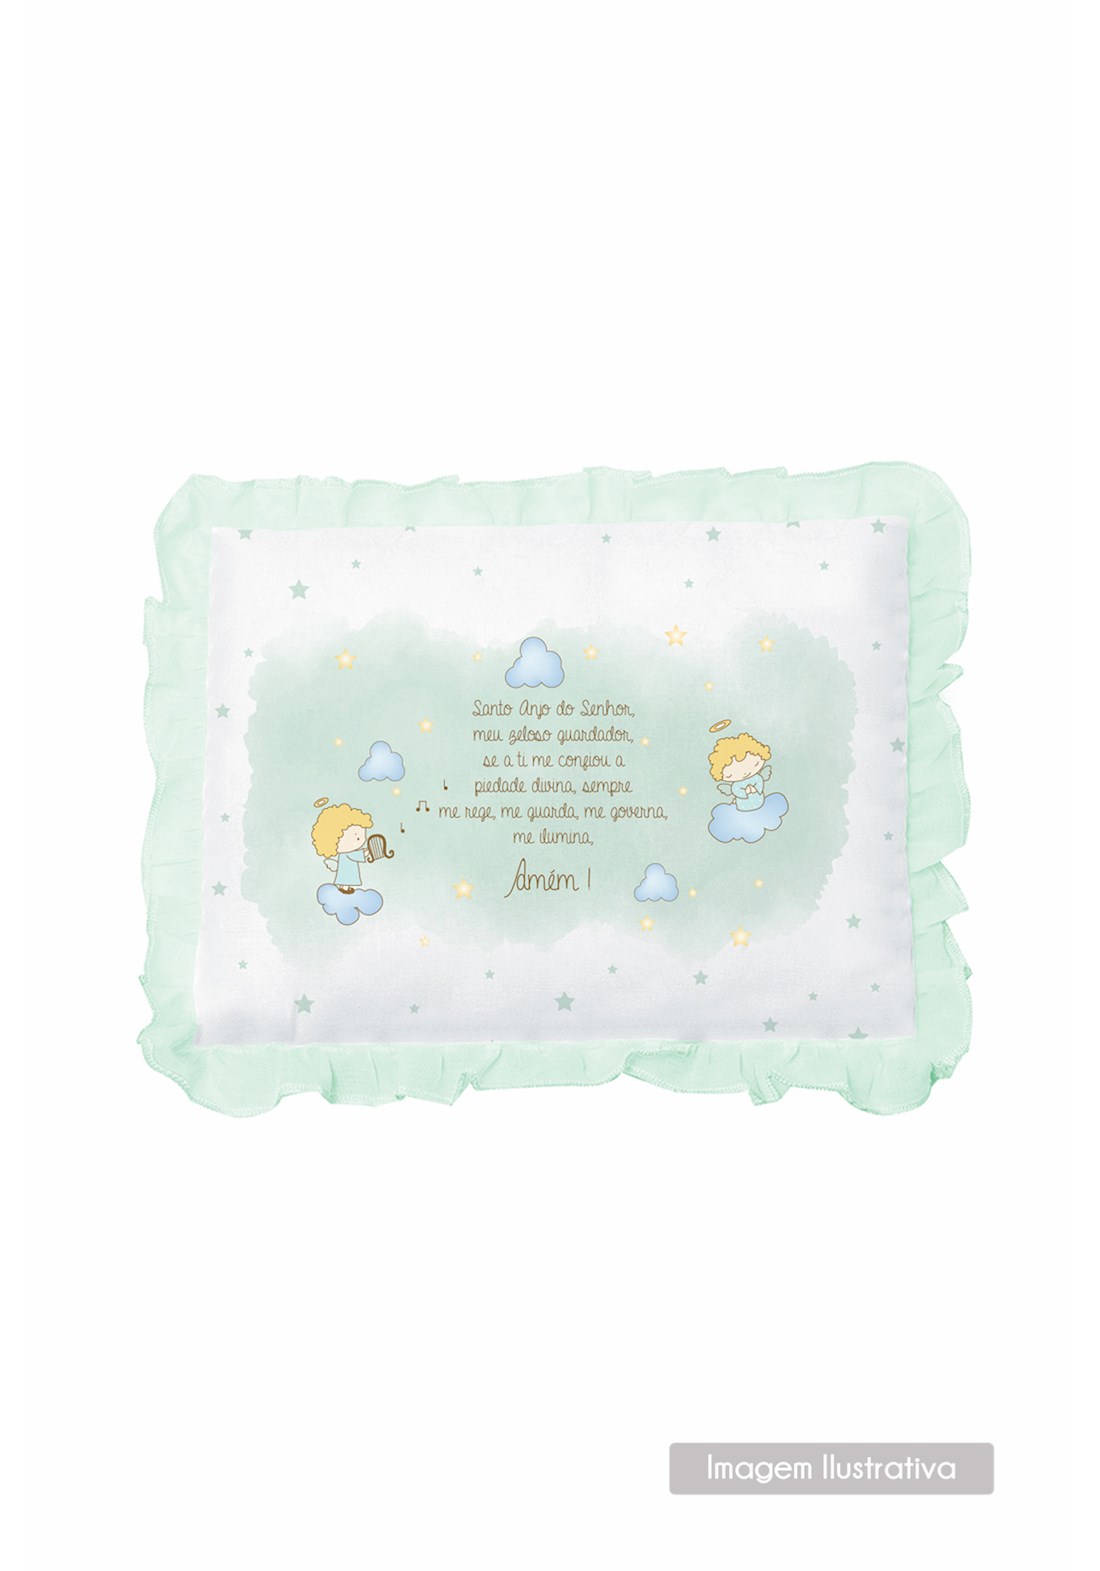 Santo Anjo do Senhor,
meu zeloso guardador,
se a ti me confiou a
piedade divina, sempre
me rege, me guarda, me governa,
me ilumina,
Amém !
Imagem Ilustrativa